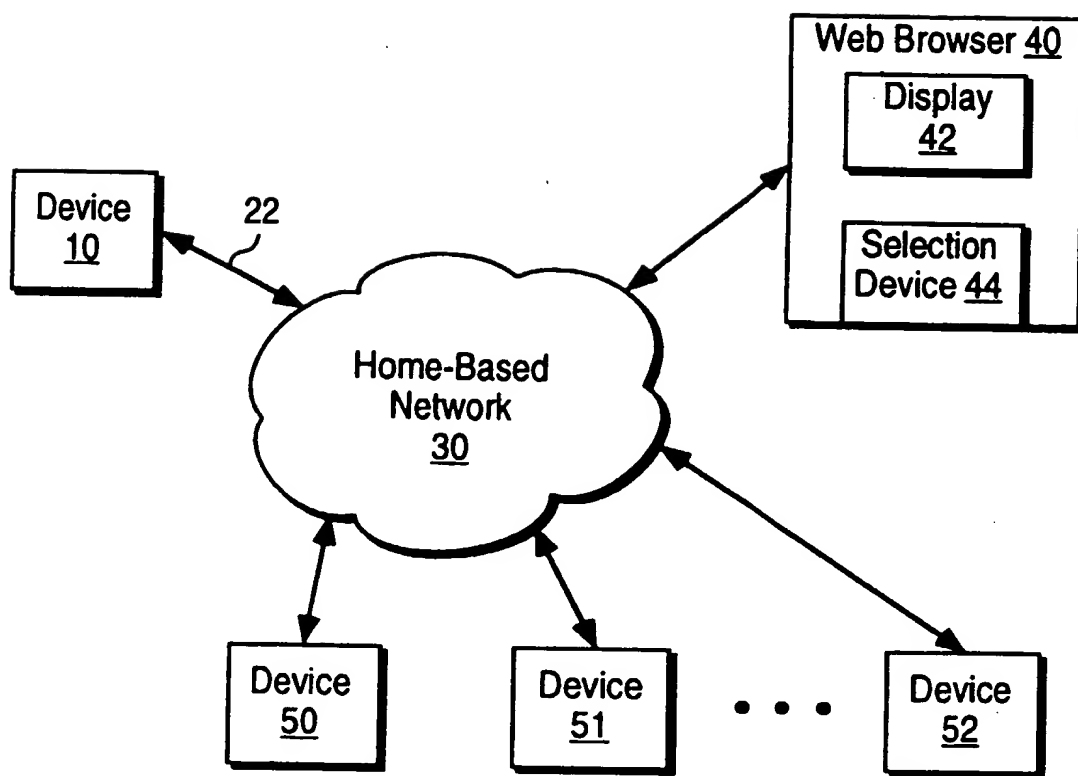 Web Browser 40
Display
42
Selection
Device 44
Device
10
22
Home-Based
Network
30
Device
50
Device
51
Device
52